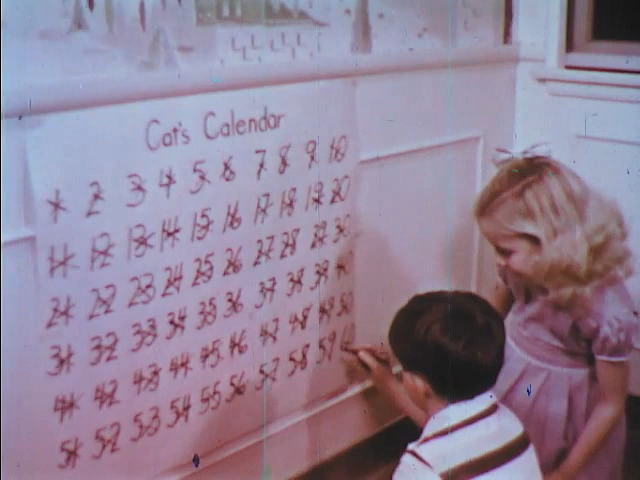 Cat's Calendar
1 2 3 4 5 6 7 8 9 10
11 12 13 14 15 16 17 18 19 20
21 22 23 24 25 26 27 28 29 30
31 32 33 34 35 36 37 38 39 40
41 42 43 44 45 46 47 48 49 50
51 52 53 54 55 56 57 58 59 60